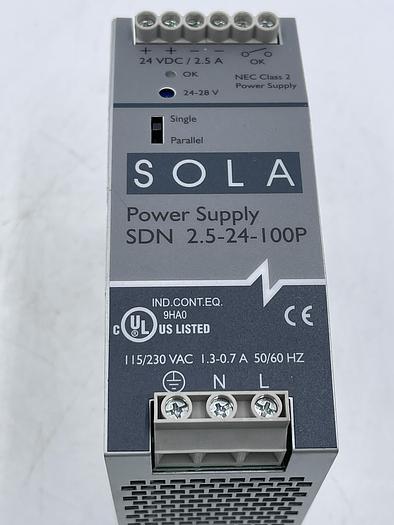 + + − −
24 VDC / 2.5 A OK
OK
NEC Class 2
24-28 V Power Supply
Single
Parallel
SOLA
Power Supply
SDN 2.5-24-100P
IND.CONT.EQ.
9HA0
C UL US LISTED CE
115/230 VAC 1.3-0.7 A 50/60 HZ
N L